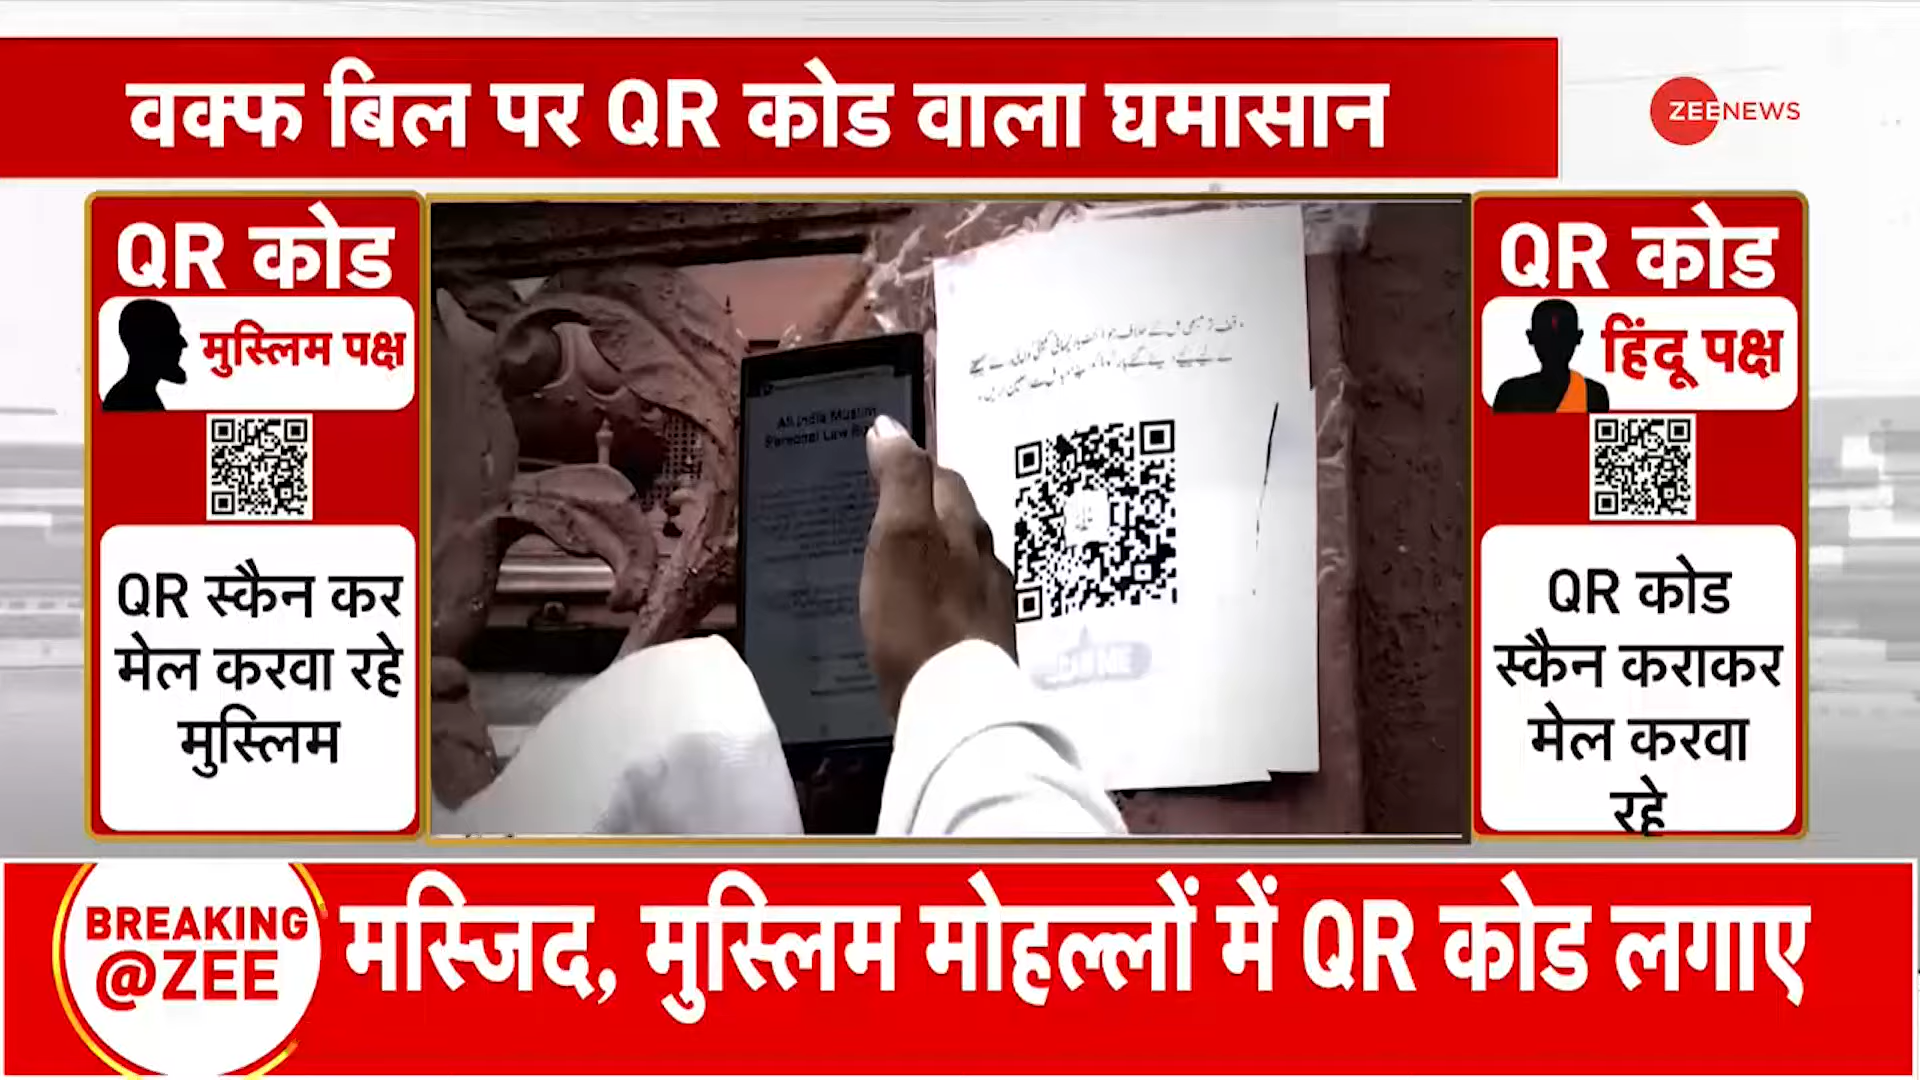 वक्फ बिल पर QR कोड वाला घमासान
ZEENEWS
QR कोड
मुस्लिम पक्ष
QR स्कैन कर
मेल करवा रहे
मुस्लिम
All India Muslim
Personal Law
QR कोड
हिंदू पक्ष
QR कोड
स्कैन कराकर
मेल करवा
रहे
BREAKING
@ZEE
मस्जिद, मुस्लिम मोहल्लों में QR कोड लगाए